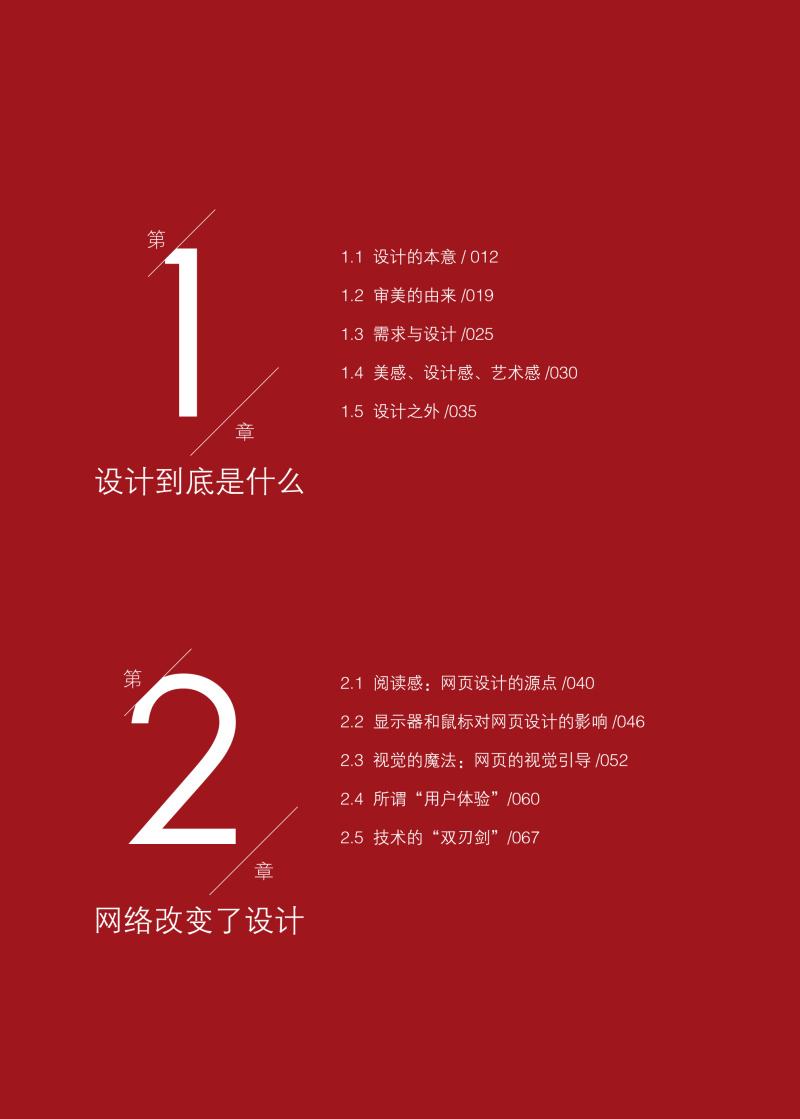 第
1
章
设计到底是什么
1.1 设计的本意 / 012
1.2 审美的由来 /019
1.3 需求与设计 /025
1.4 美感、设计感、艺术感 /030
1.5 设计之外 /035
第
2
章
网络改变了设计
2.1 阅读感：网页设计的源点 /040
2.2 显示器和鼠标对网页设计的影响 /046
2.3 视觉的魔法：网页的视觉引导 /052
2.4 所谓“用户体验”/060
2.5 技术的“双刃剑”/067